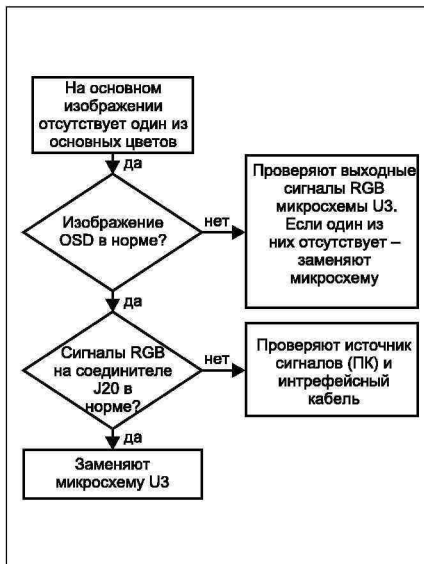 На основном
изображении
отсутствует один из
основных цветов
да
Изображение
OSD в норме?
нет
Проверяют выходные
сигналы RGB
микросхемы U3.
Если один из
них отсутствует –
заменяют
микросхему
да
Сигналы RGB
на соединителе
J20 в
норме?
нет
Проверяют источник
сигналов (ПК) и
интрефейсный
кабель
да
Заменяют
микросхему U3